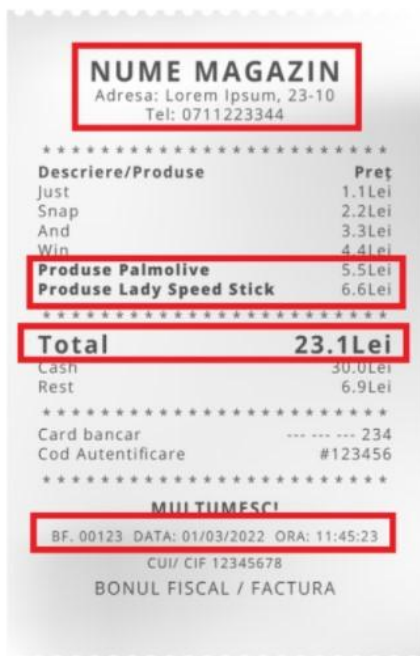 NUME MAGAZIN
Adresa: Lorem Ipsum, 23-10
Tel: 0711223344
* * * * * * * * * * * * * * * * * * * * * * * *
Descriere/Produse Preț
Just 1.1Lei
Snap 2.2Lei
And 3.3Lei
Win 4.4Lei
Produse Palmolive 5.5Lei
Produse Lady Speed Stick 6.6Lei
* * * * * * * * * * * * * * * * * * * * * * * *
Total 23.1Lei
Cash 30.0Lei
Rest 6.9Lei
* * * * * * * * * * * * * * * * * * * * * * * *
Card bancar --- --- --- 234
Cod Autentificare #123456
* * * * * * * * * * * * * * * * * * * * * * * *
MULTUMESC!
BF. 00123 DATA: 01/03/2022 ORA: 11:45:23
CUI/ CIF 12345678
BONUL FISCAL / FACTURA